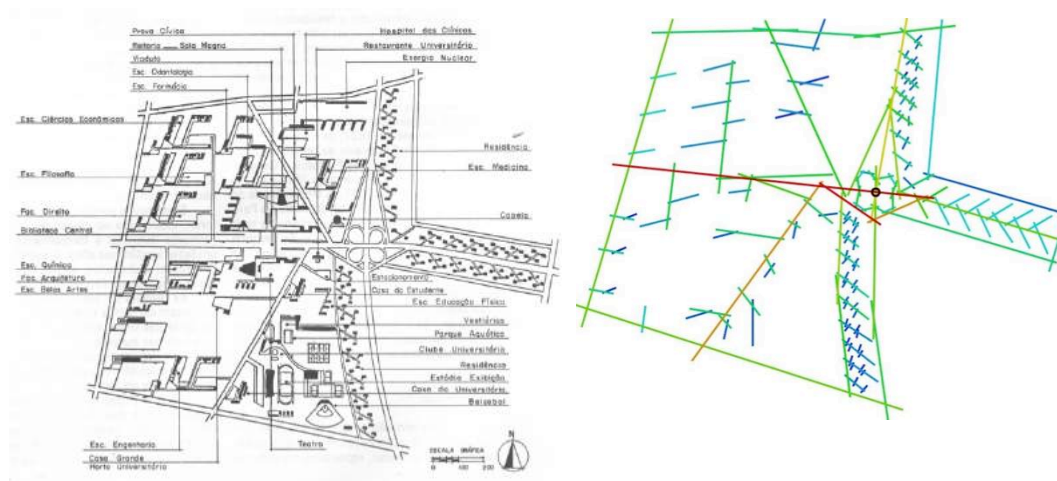 Prova Cívica
Reitoria Sala Magna
Viaduto
Esc. Odontologia
Esc. Farmácia
Hospital das Clínicas
Restaurante Universitário
Energia Nuclear
Esc. Ciências Econômicas
Esc. Filosofia
Fac. Direito
Biblioteca Central
Esc. Química
Fac. Arquitetura
Esc. Belas Artes
Residência
Esc. Medicina
Capela
Estacionamento
Casa do Estudante
Esc. Educação Física
Vestiários
Parque Aquático
Clube Universitário
Residência
Estádio Exibição
Casa do Universitário
Beisebol
Esc. Engenharia
Casa Grande
Horto Universitário
Teatro
ESCALA GRÁFICA
0 100 200
N